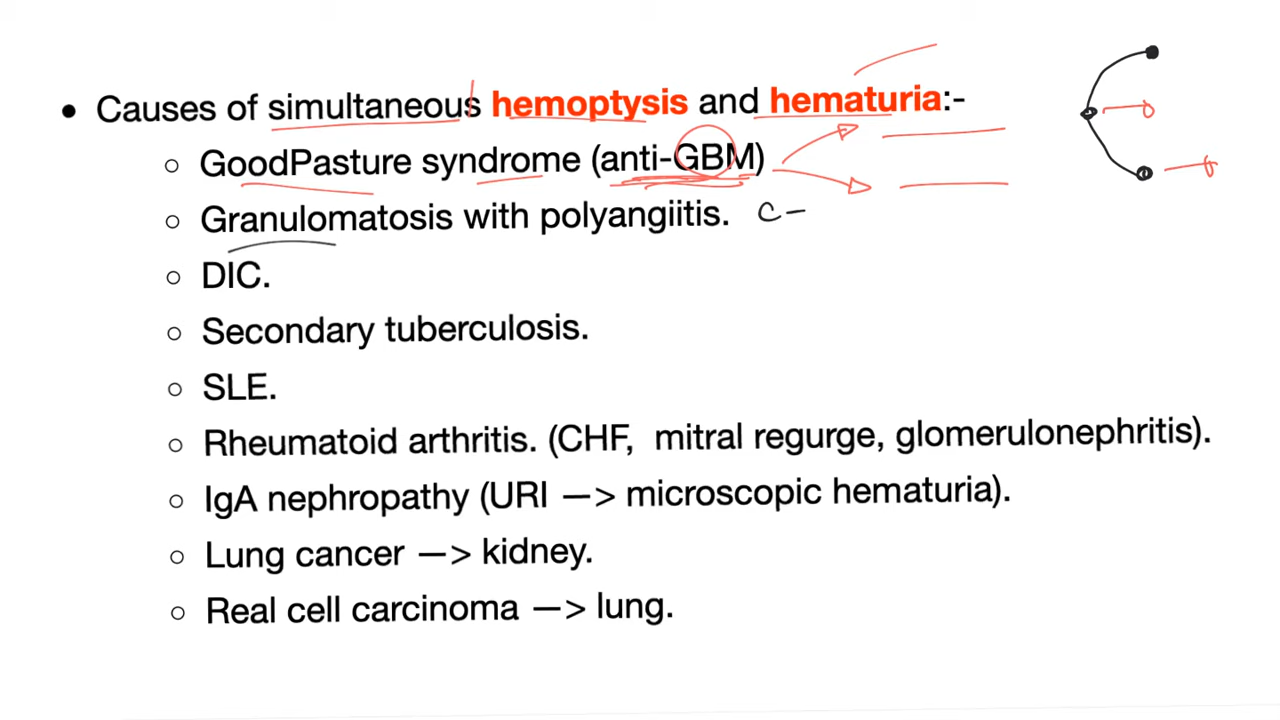 • Causes of simultaneous hemoptysis and hematuria:-
○ GoodPasture syndrome (anti-GBM)
○ Granulomatosis with polyangiitis. C-
○ DIC.
○ Secondary tuberculosis.
○ SLE.
○ Rheumatoid arthritis. (CHF, mitral regurge, glomerulonephritis).
○ IgA nephropathy (URI —> microscopic hematuria).
○ Lung cancer —> kidney.
○ Real cell carcinoma —> lung.